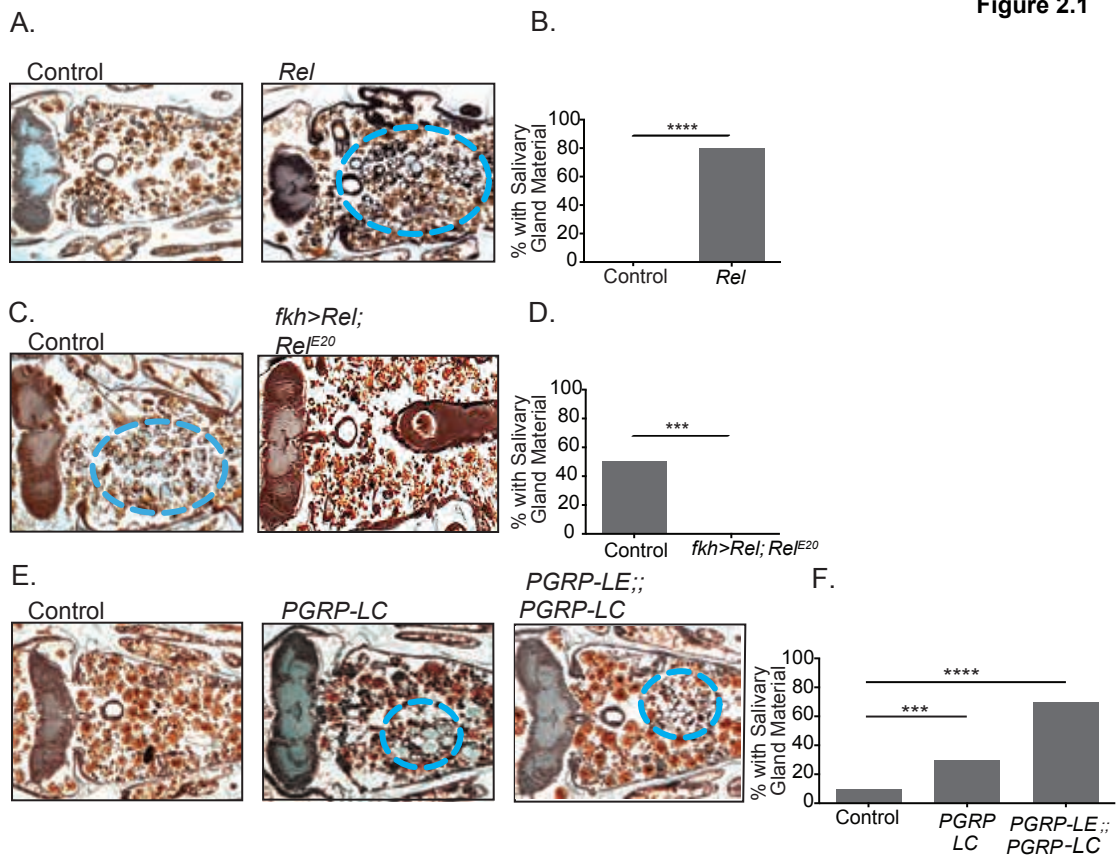 Figure 2.1
A.
Control
Rel
B.
% with Salivary
Gland Material
100
80
60
40
20
0
****
Control
Rel
C.
Control
fkh>Rel;
Rel^E20
D.
% with Salivary
Gland Material
100
80
60
40
20
0
***
Control
fkh>Rel; Rel^E20
E.
Control
PGRP-LC
PGRP-LE;;
PGRP-LC
F.
% with Salivary
Gland Material
100
80
60
40
20
0
****
***
Control
PGRP
LC
PGRP-LE;;
PGRP-LC